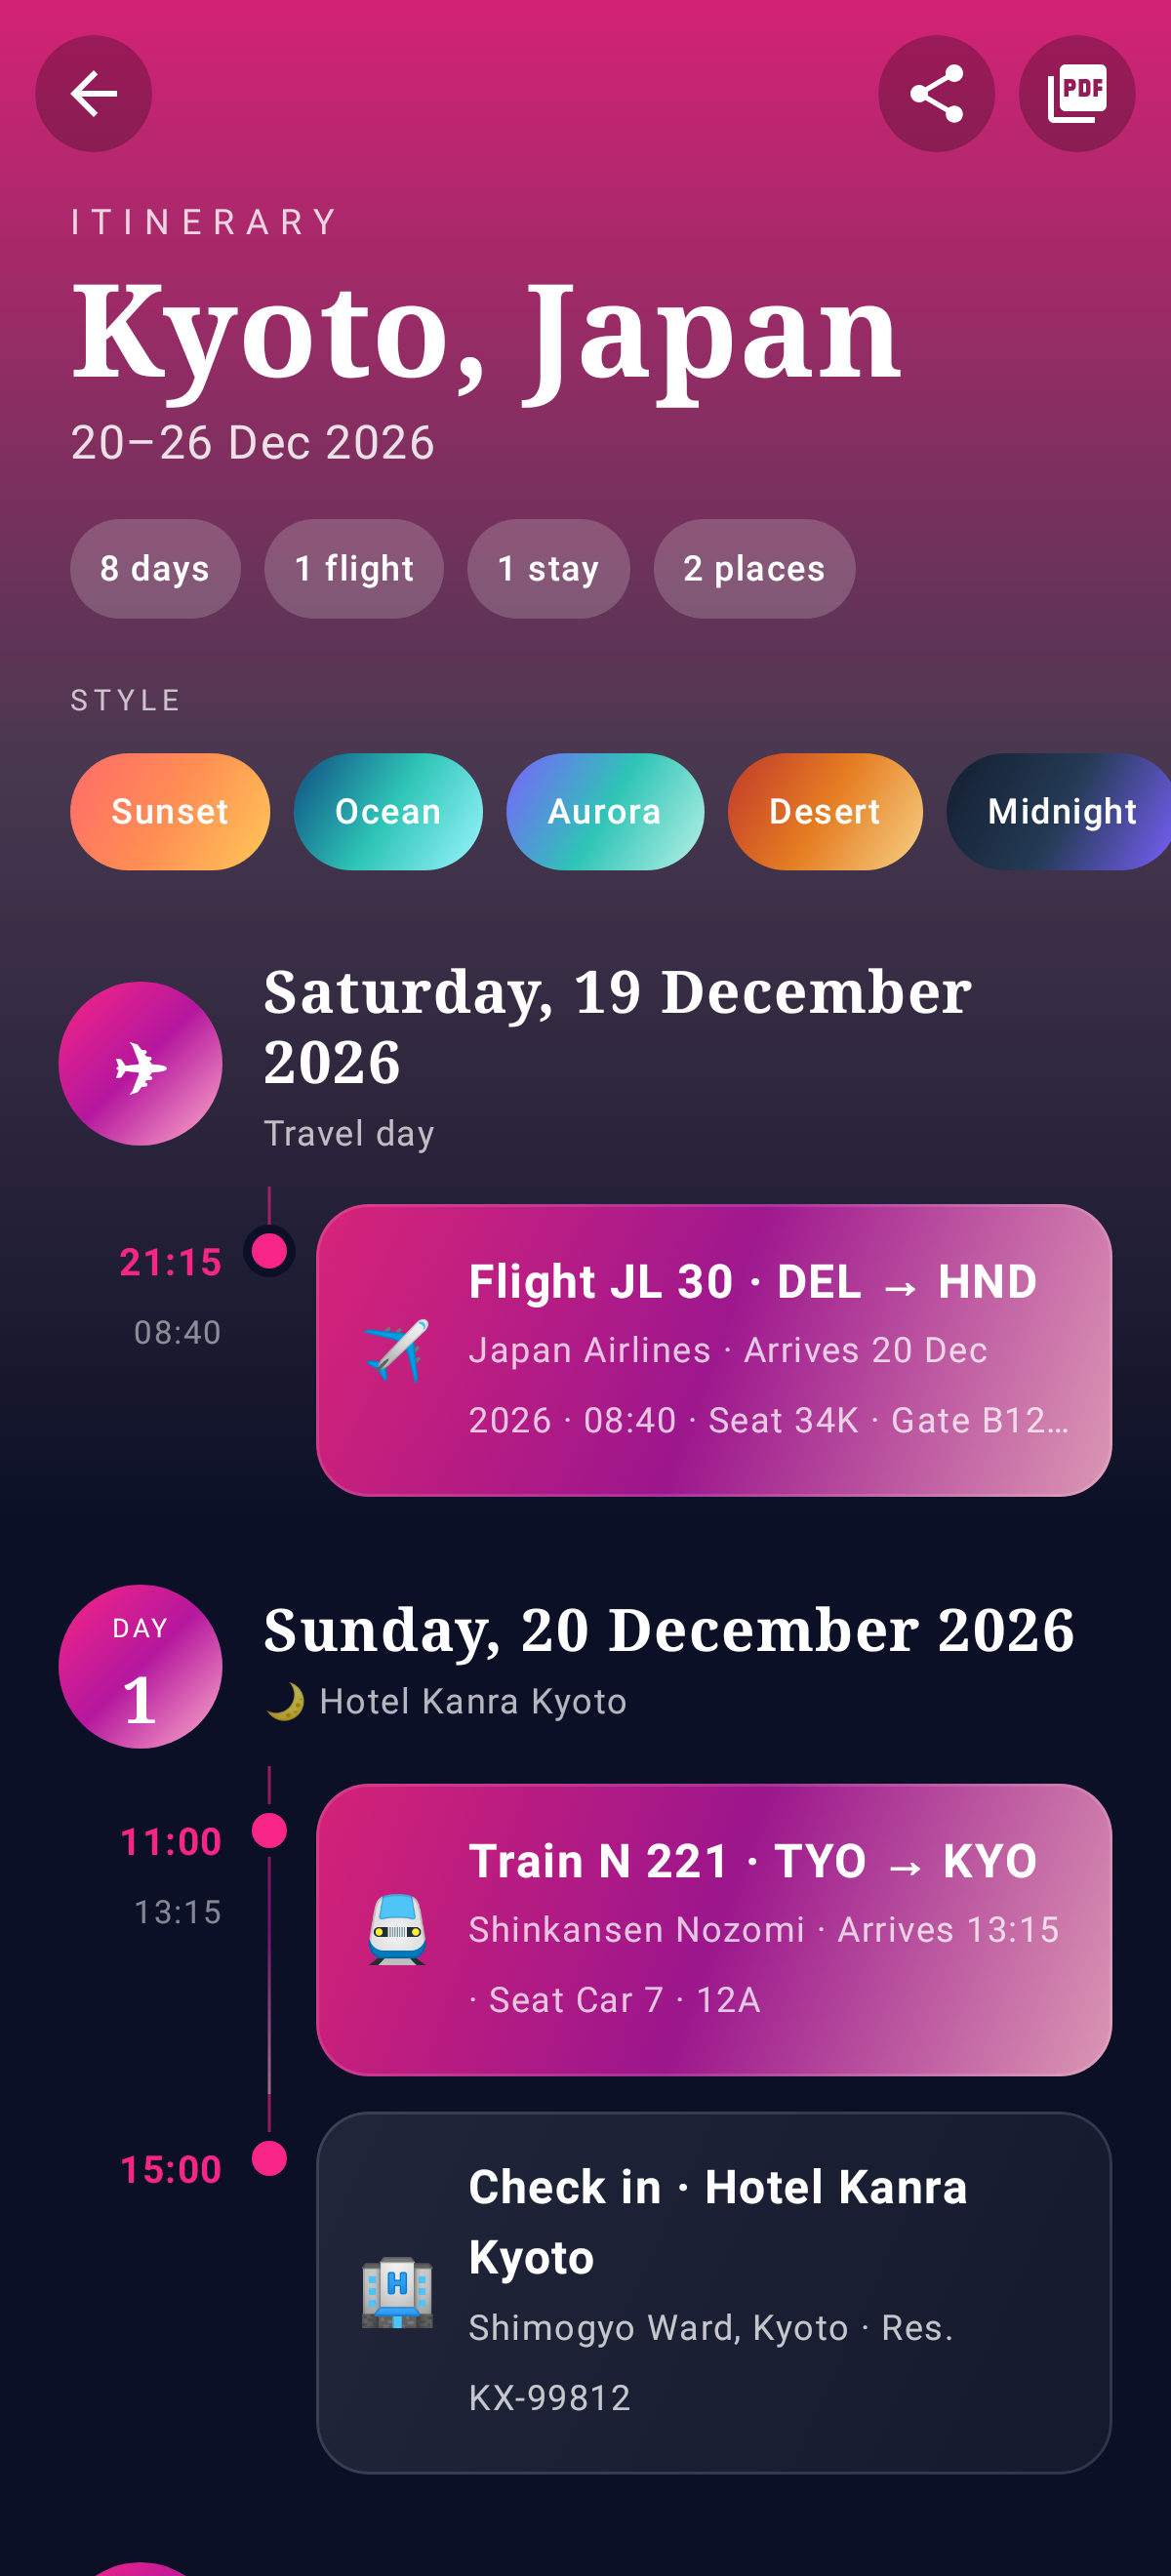 PDF
ITINERARY
Kyoto, Japan
20–26 Dec 2026
8 days
1 flight
1 stay
2 places
STYLE
Sunset
Ocean
Aurora
Desert
Midnight
Saturday, 19 December
2026
Travel day
21:15
08:40
Flight JL 30 · DEL → HND
Japan Airlines · Arrives 20 Dec
2026 · 08:40 · Seat 34K · Gate B12…
DAY
1
Sunday, 20 December 2026
🌙 Hotel Kanra Kyoto
11:00
13:15
Train N 221 · TYO → KYO
Shinkansen Nozomi · Arrives 13:15
· Seat Car 7 · 12A
15:00
H
Check in · Hotel Kanra
Kyoto
Shimogyo Ward, Kyoto · Res.
KX-99812